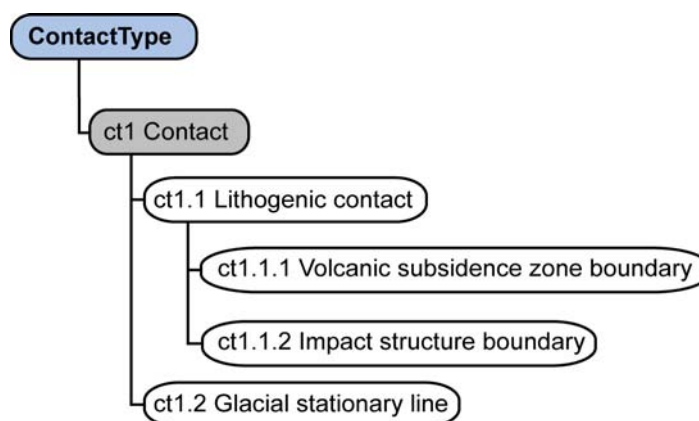 ContactType
ct1 Contact
ct1.1 Lithogenic contact
ct1.1.1 Volcanic subsidence zone boundary
ct1.1.2 Impact structure boundary
ct1.2 Glacial stationary line